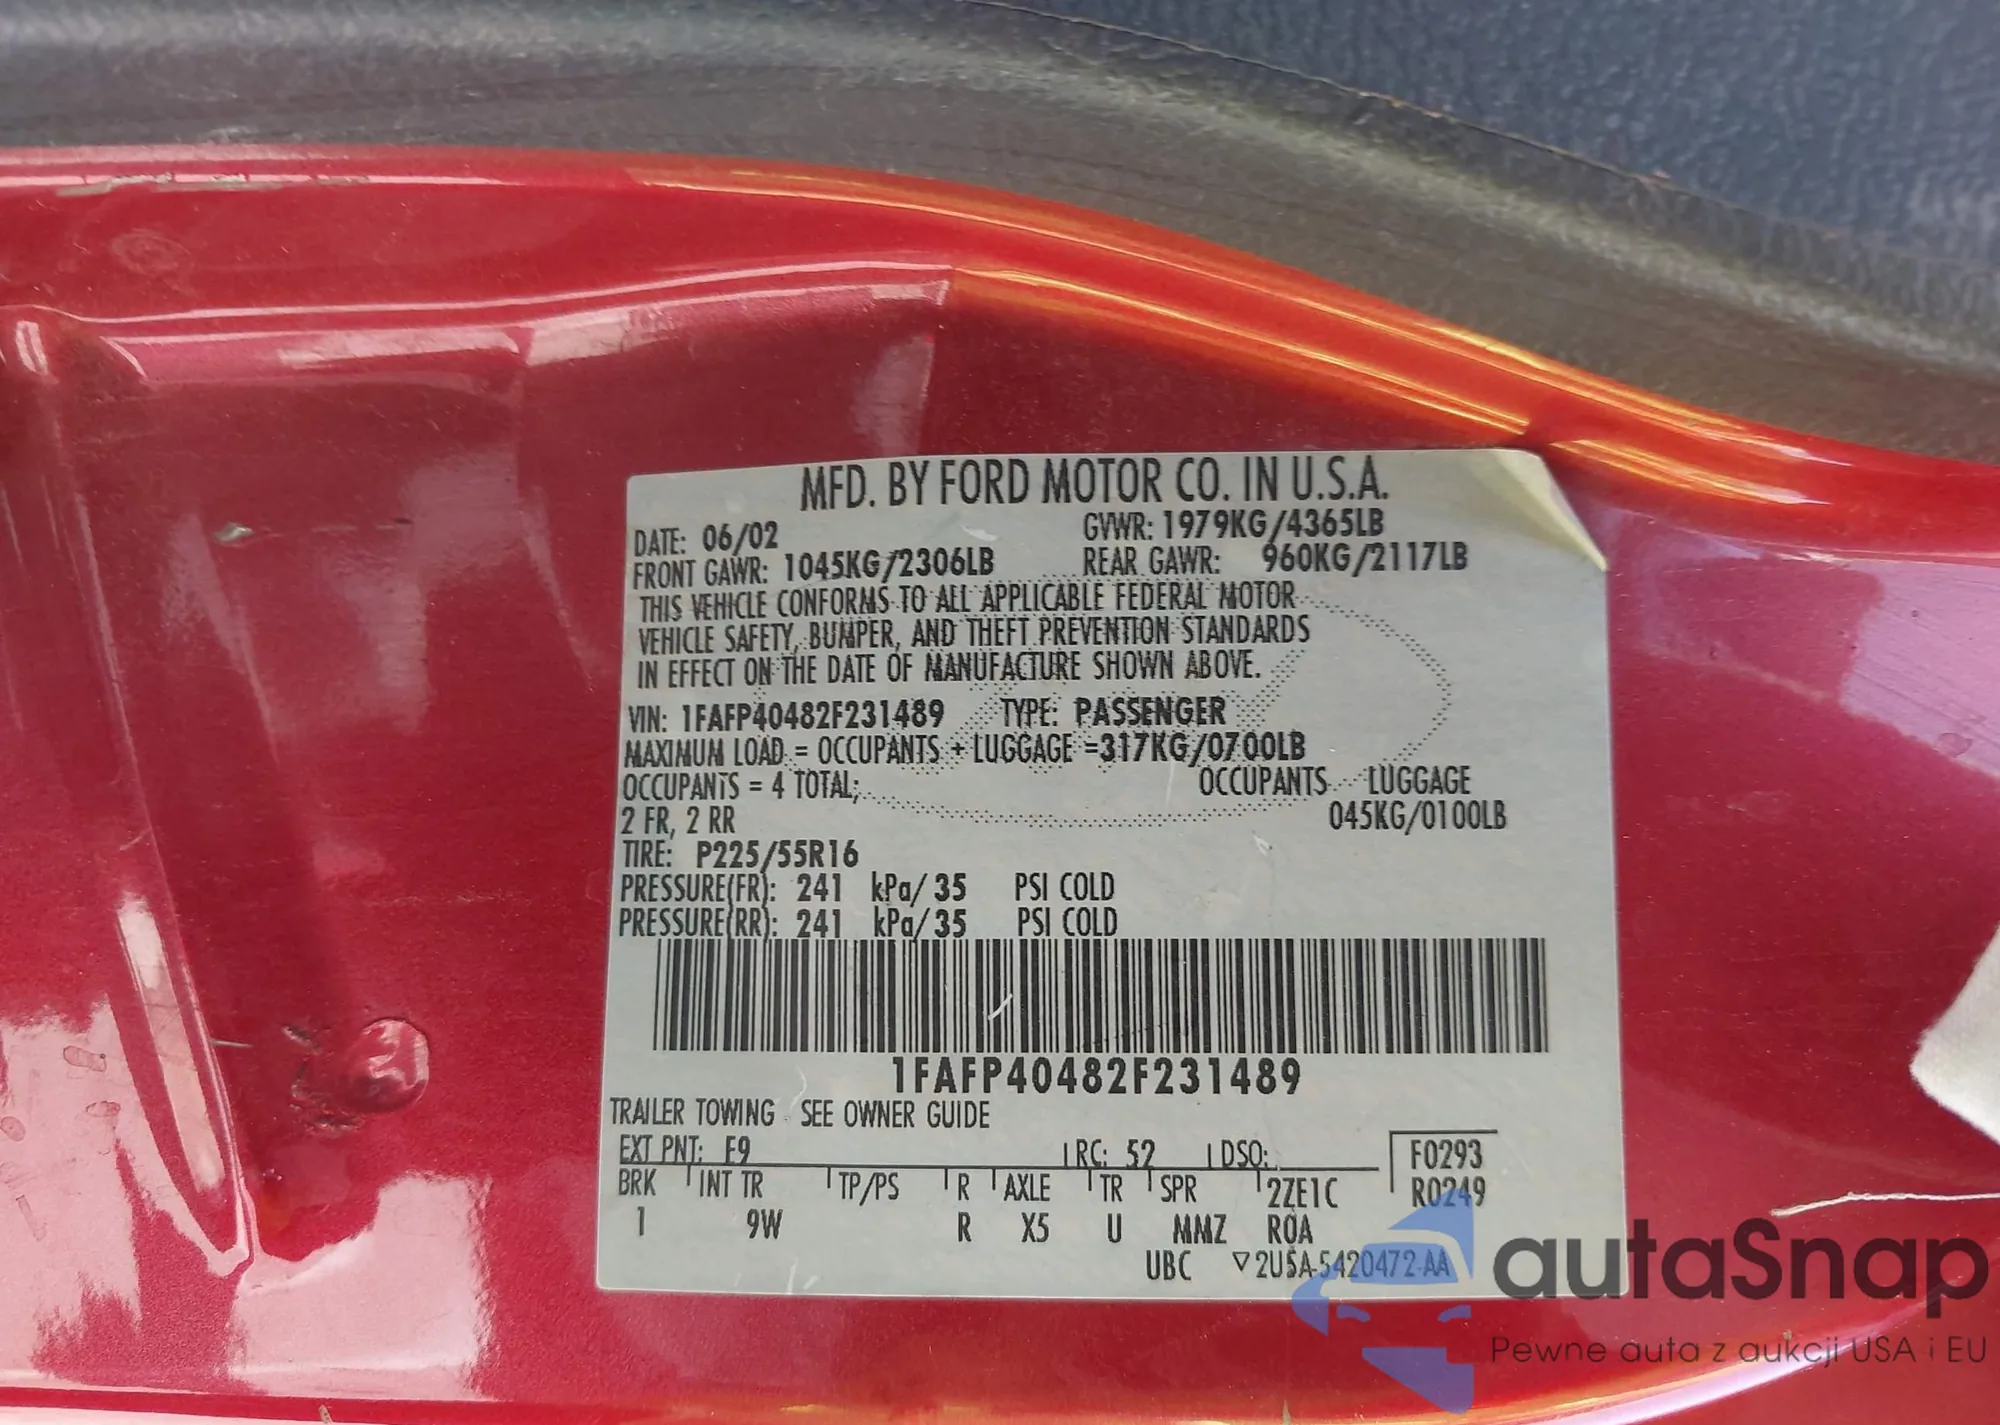 MFD. BY FORD MOTOR CO. IN U.S.A.
DATE: 06/02 GVWR: 1979KG/4365LB
FRONT GAWR: 1045KG/2306LB REAR GAWR: 960KG/2117LB
THIS VEHICLE CONFORMS TO ALL APPLICABLE FEDERAL MOTOR
VEHICLE SAFETY, BUMPER, AND THEFT PREVENTION STANDARDS
IN EFFECT ON THE DATE OF MANUFACTURE SHOWN ABOVE.
VIN: 1FAFP40482F231489 TYPE: PASSENGER
MAXIMUM LOAD = OCCUPANTS + LUGGAGE =317KG/0700LB
OCCUPANTS = 4 TOTAL; OCCUPANTS LUGGAGE
2 FR, 2 RR 045KG/0100LB
TIRE: P225/55R16
PRESSURE(FR): 241 kPa/ 35 PSI COLD
PRESSURE(RR): 241 kPa/ 35 PSI COLD
1FAFP40482F231489
TRAILER TOWING SEE OWNER GUIDE
EXT PNT: E9 RC: 52 DSO: F0293
BRK INT TR TP/PS R AXLE TR SPR 2ZE1C R0249
1 9W R X5 U MMZ ROA
UBC ▽2U5A-5420472-AA
autaSnap
Pewne auta z aukcji USA i EU